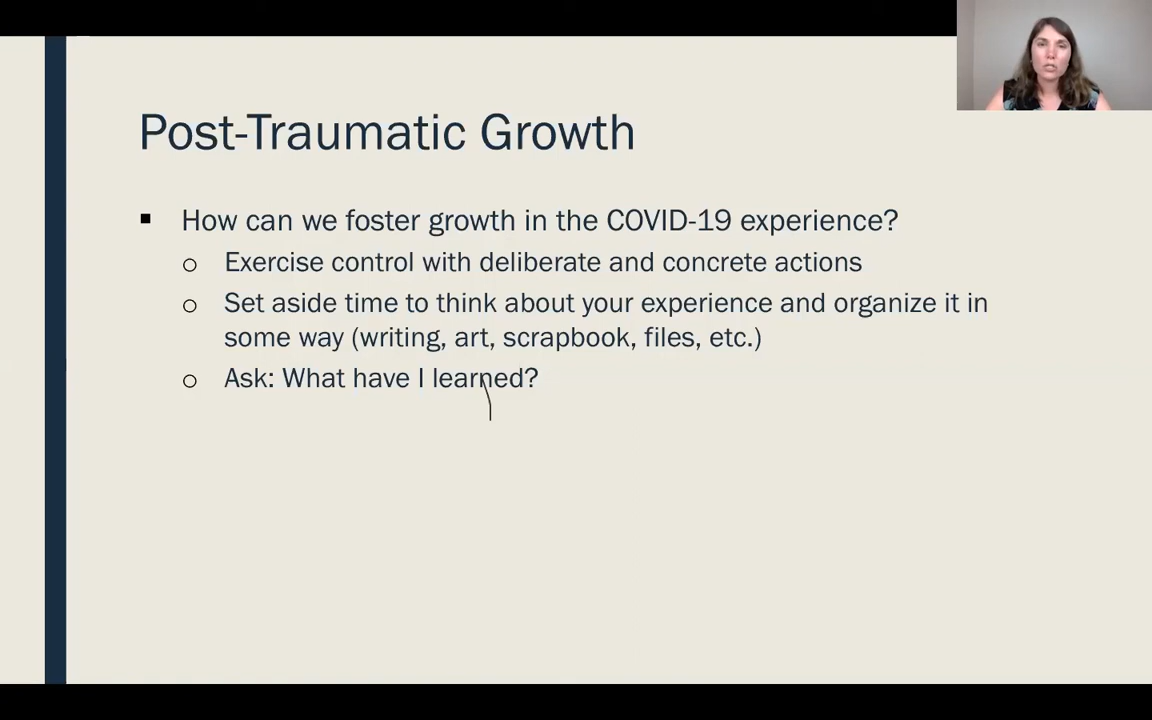 Post-Traumatic Growth
▪ How can we foster growth in the COVID-19 experience?
o Exercise control with deliberate and concrete actions
o Set aside time to think about your experience and organize it in
some way (writing, art, scrapbook, files, etc.)
o Ask: What have I learned?